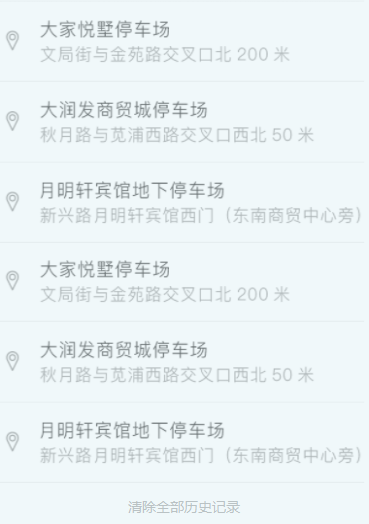 大家悦墅停车场
文局街与金苑路交叉口北 200 米
大润发商贸城停车场
秋月路与苋浦西路交叉口西北 50 米
月明轩宾馆地下停车场
新兴路月明轩宾馆西门（东南商贸中心旁）
大家悦墅停车场
文局街与金苑路交叉口北 200 米
大润发商贸城停车场
秋月路与苋浦西路交叉口西北 50 米
月明轩宾馆地下停车场
新兴路月明轩宾馆西门（东南商贸中心旁）
清除全部历史记录